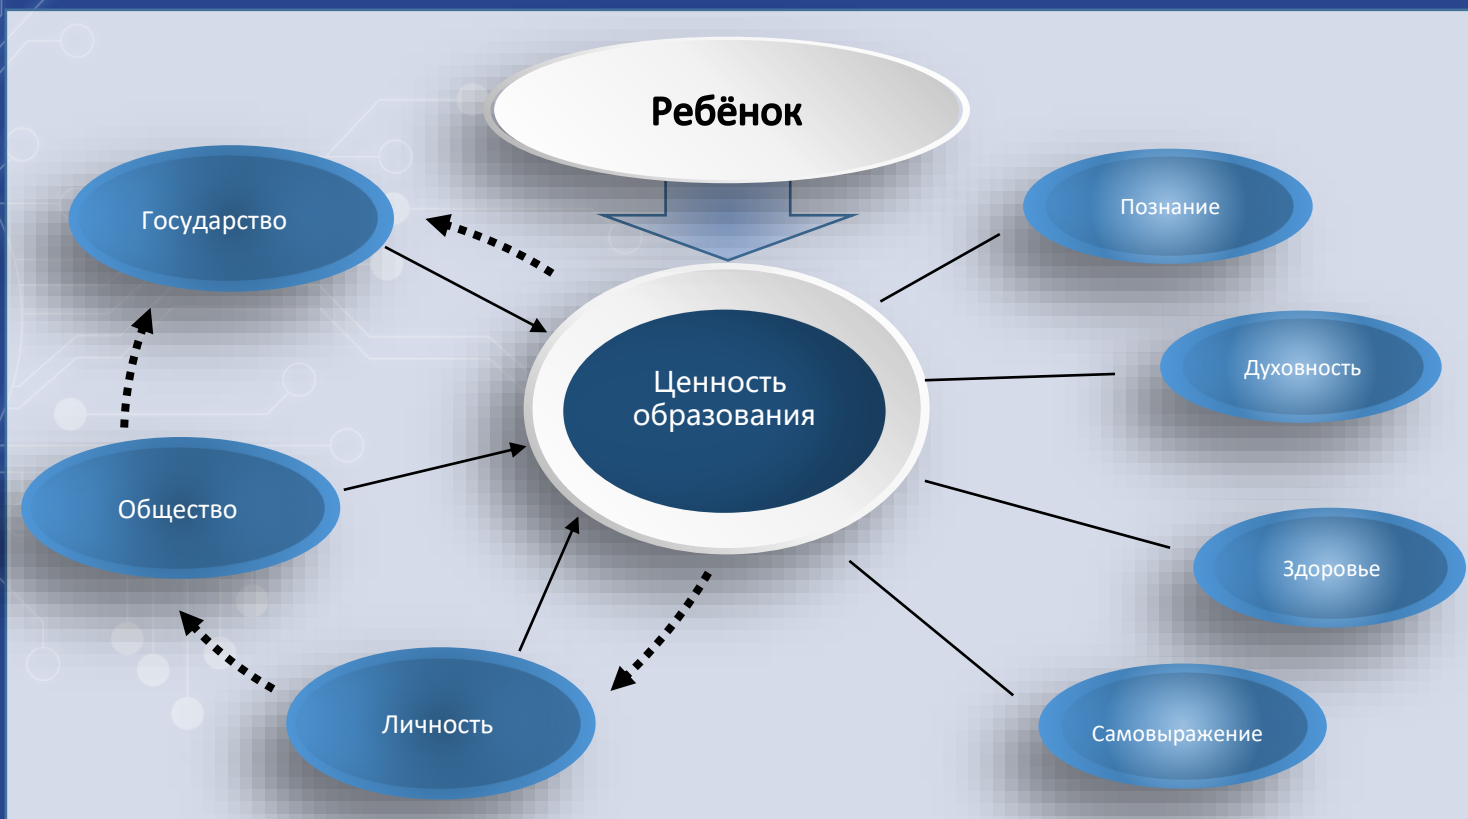 Ребёнок
Государство
Познание
Ценность
образования
Духовность
Общество
Здоровье
Личность
Самовыражение